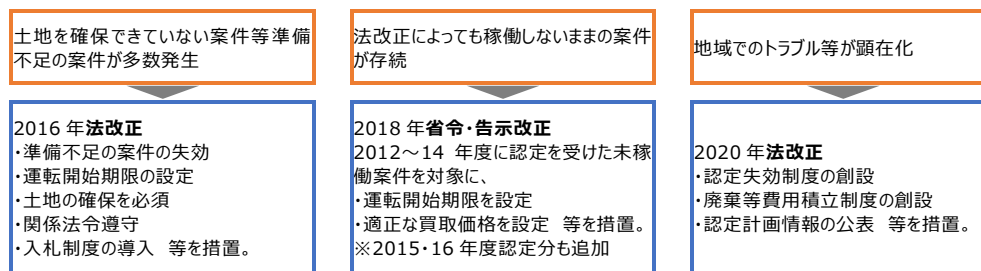 土地を確保できていない案件等準備
不足の案件が多数発生
2016 年法改正
・準備不足の案件の失効
・運転開始期限の設定
・土地の確保を必須
・関係法令遵守
・入札制度の導入　等を措置。
法改正によっても稼働しないままの案件
が存続
2018 年省令・告示改正
2012～14 年度に認定を受けた未稼
働案件を対象に、
・運転開始期限を設定
・適正な買取価格を設定　等を措置。
※2015・16 年度認定分も追加
地域でのトラブル等が顕在化
2020 年法改正
・認定失効制度の創設
・廃棄等費用積立制度の創設
・認定計画情報の公表　等を措置。